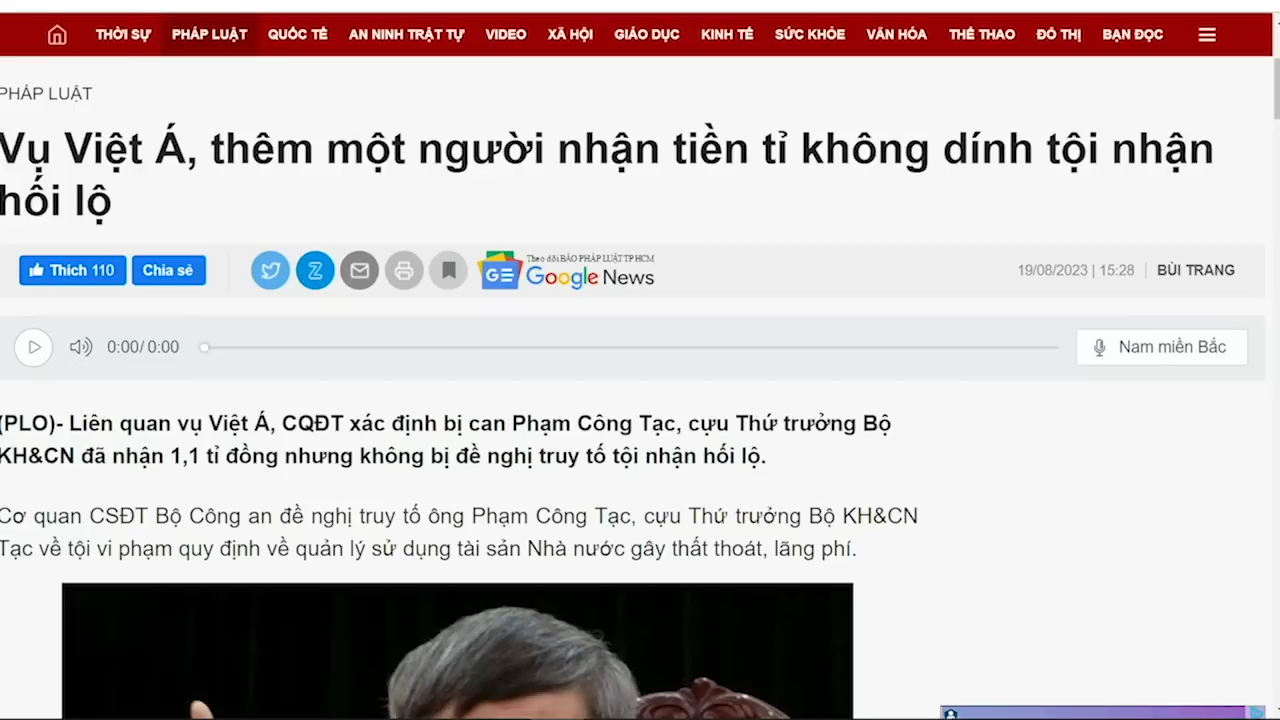 THỜI SỰ PHÁP LUẬT QUỐC TẾ AN NINH TRẬT TỰ VIDEO XÃ HỘI GIÁO DỤC KINH TẾ SỨC KHỎE VĂN HÓA THỂ THAO ĐÔ THỊ BẠN ĐỌC
PHÁP LUẬT
Vụ Việt Á, thêm một người nhận tiền tỉ không dính tội nhận
hối lộ
Thích 110 Chia sẻ
Theo dõi BÁO PHÁP LUẬT TP HCM
Google News
19/08/2023 | 15:28 BÙI TRANG
0:00/ 0:00 Nam miền Bắc
(PLO)- Liên quan vụ Việt Á, CQĐT xác định bị can Phạm Công Tạc, cựu Thứ trưởng Bộ
KH&CN đã nhận 1,1 tỉ đồng nhưng không bị đề nghị truy tố tội nhận hối lộ.
Cơ quan CSĐT Bộ Công an đề nghị truy tố ông Phạm Công Tạc, cựu Thứ trưởng Bộ KH&CN
Tạc về tội vi phạm quy định về quản lý sử dụng tài sản Nhà nước gây thất thoát, lãng phí.